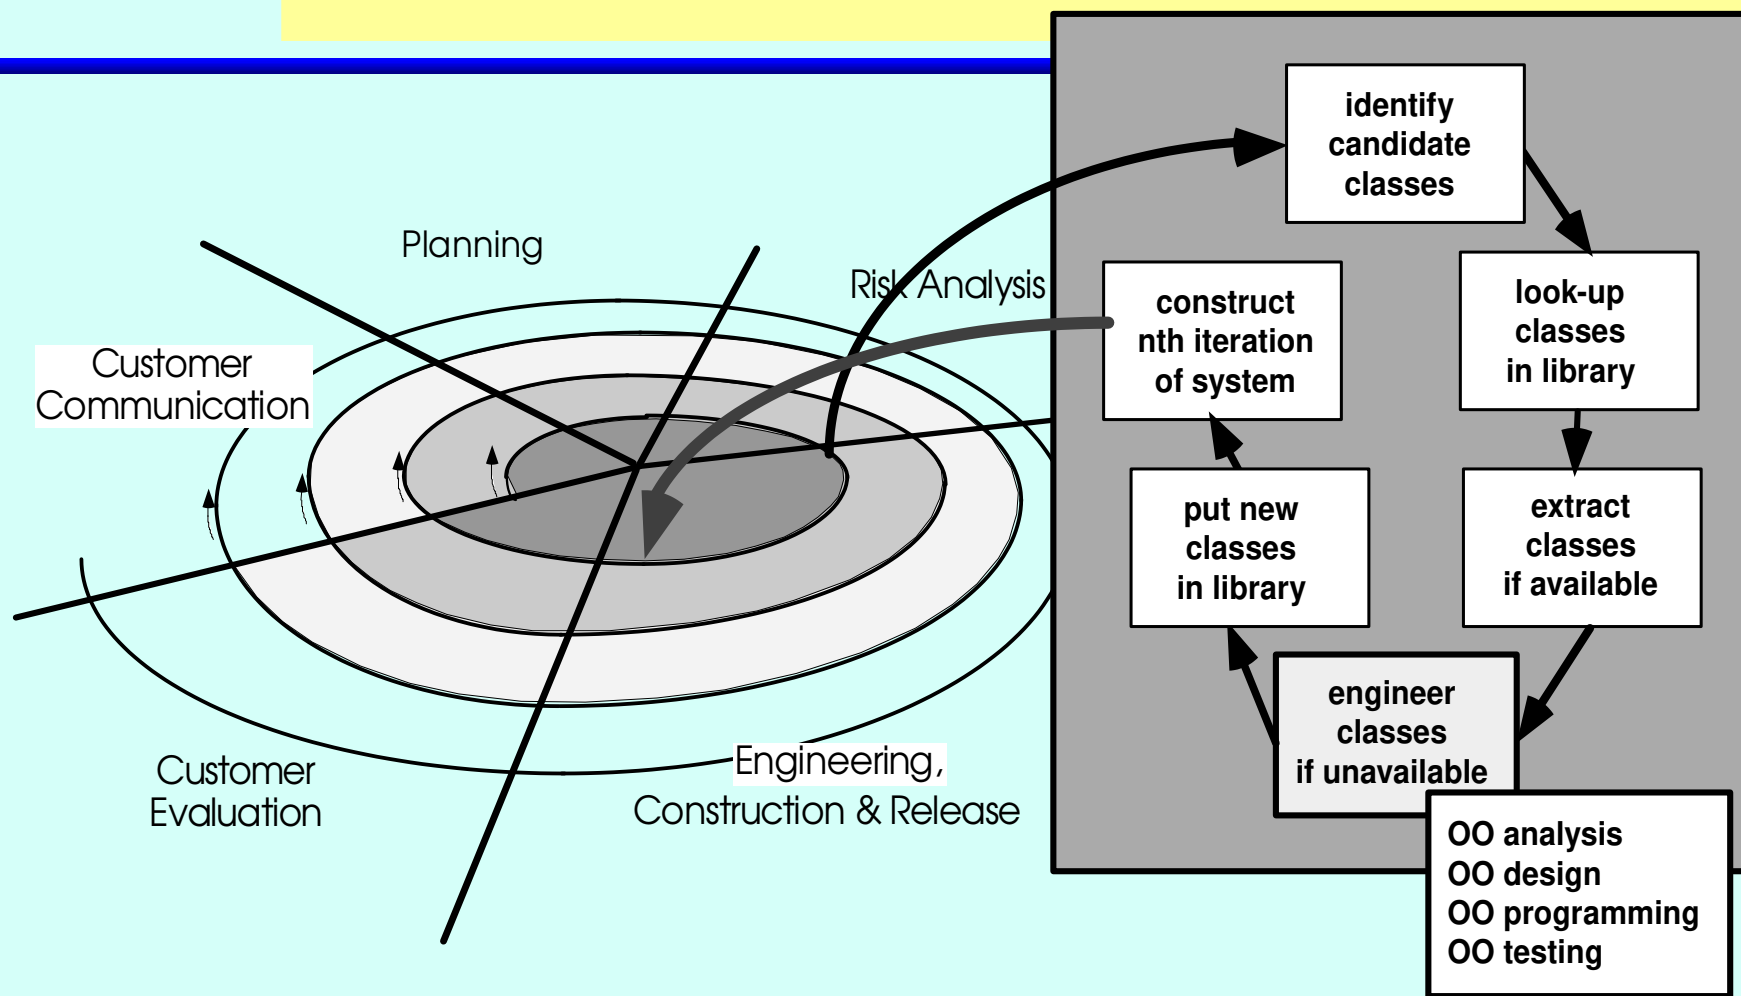 Planning
Risk Analysis
Customer
Communication
Customer
Evaluation
Engineering,
Construction & Release
identify
candidate
classes
look-up
classes
in library
extract
classes
if available
engineer
classes
if unavailable
put new
classes
in library
construct
nth iteration
of system
OO analysis
OO design
OO programming
OO testing